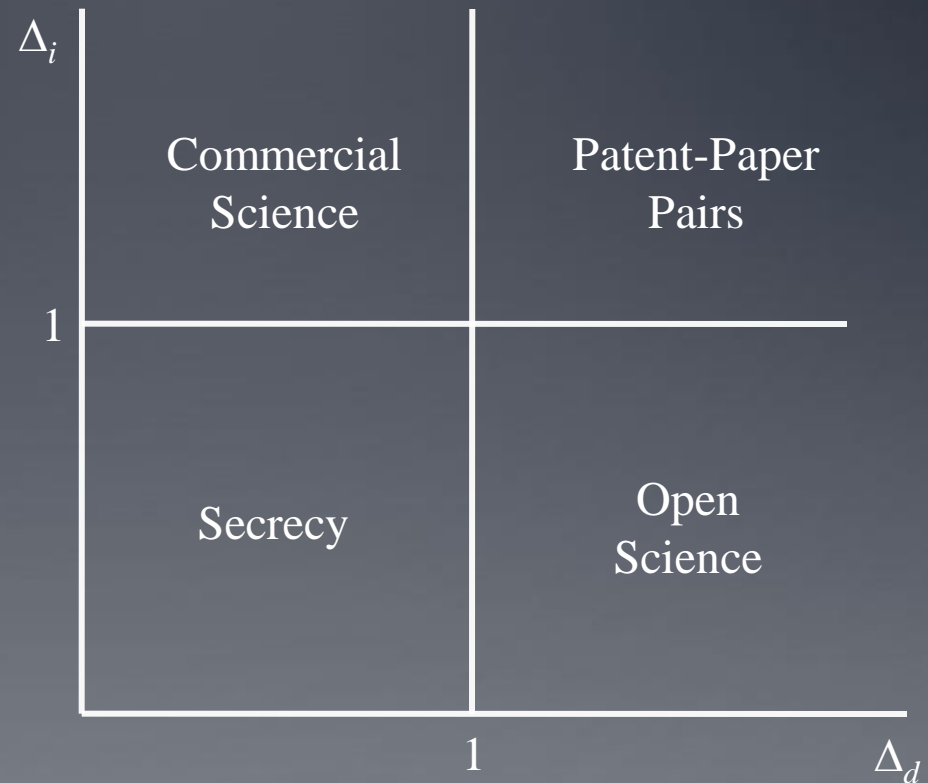 Δi
Commercial
Science
Patent-Paper
Pairs
1
Secrecy
Open
Science
1
Δd